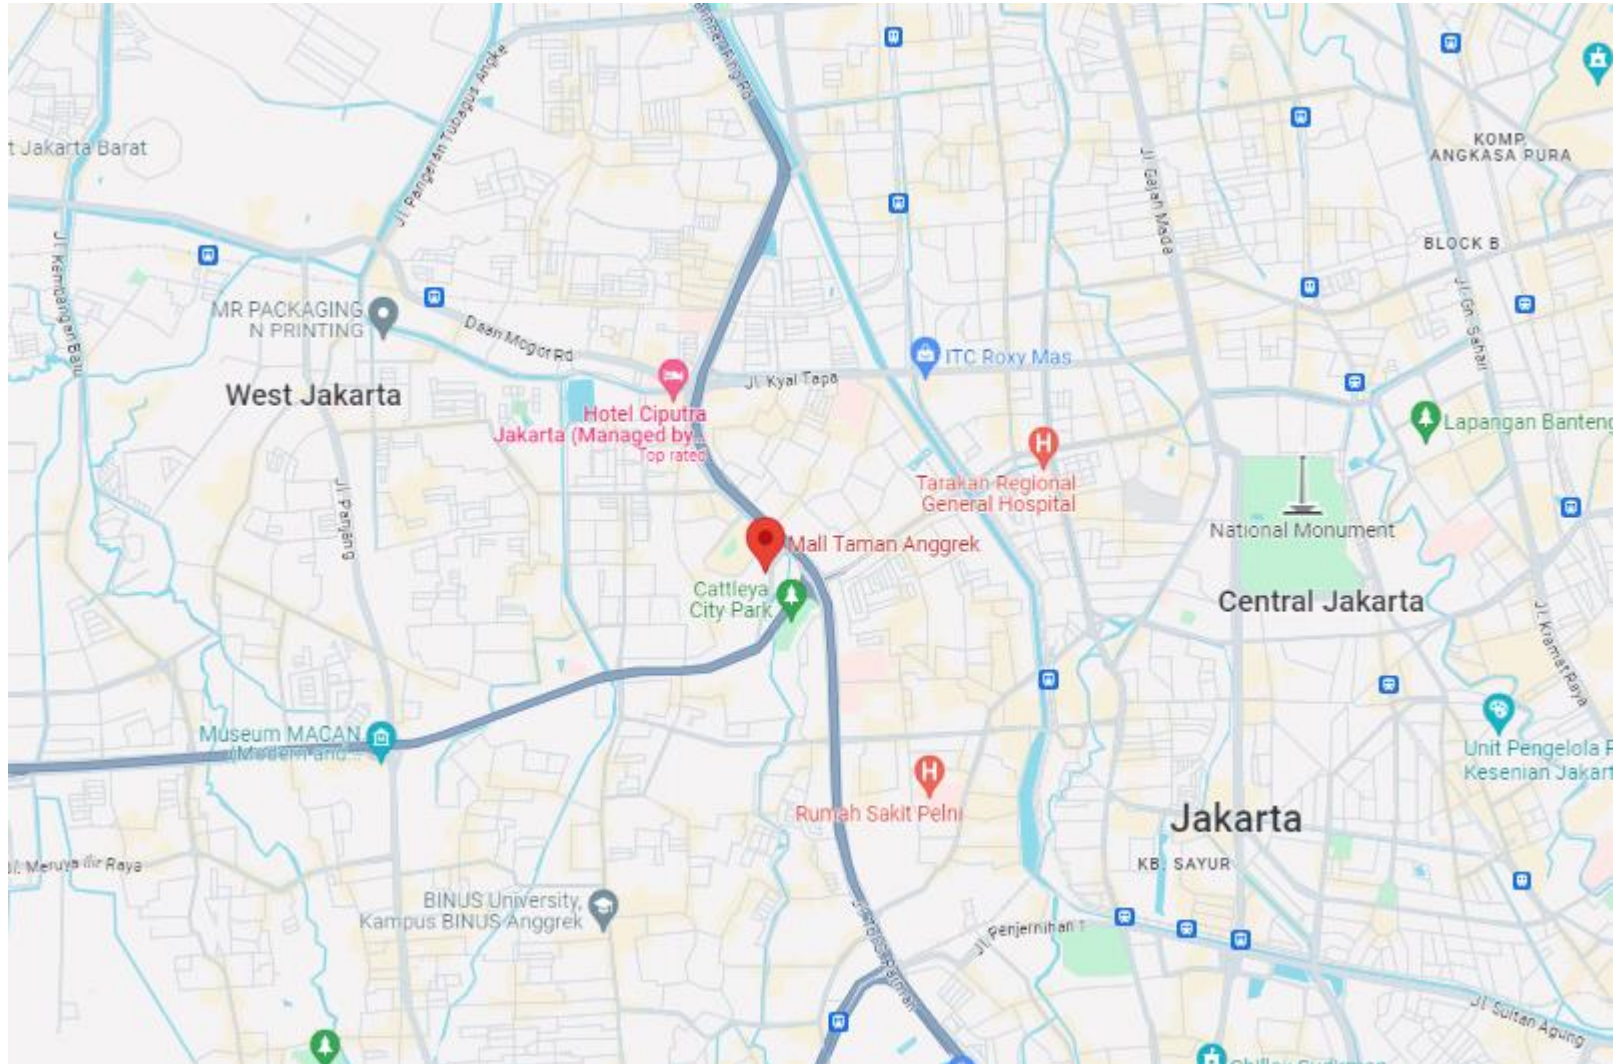 Jl. Pangeran Tubagus Angke
t Jakarta Barat
KOMP.
ANGKASA PURA
Jl. Gajah Mada
BLOCK B
Jl. Kembangan Baru
MR PACKAGING
N PRINTING
Daan Mogot Rd
Jl. Gn. Sahari
ITC Roxy Mas
West Jakarta
Jl. Kyai Tapa
Hotel Ciputra
Jakarta (Managed by...
Top rated
Lapangan Banteng
Tarakan Regional
General Hospital
Jl. Panjang
National Monument
Mall Taman Anggrek
Cattleya
City Park
Central Jakarta
Jl. Kramat Raya
Museum MACAN
(Modern and...
Unit Pengelola P
Kesenian Jakart
Rumah Sakit Pelni
Jakarta
KB. SAYUR
Jl. Meruya Ilir Raya
BINUS University,
Kampus BINUS Anggrek
Jl. Penjernihan 1
Parman
Jl. Sultan Agung